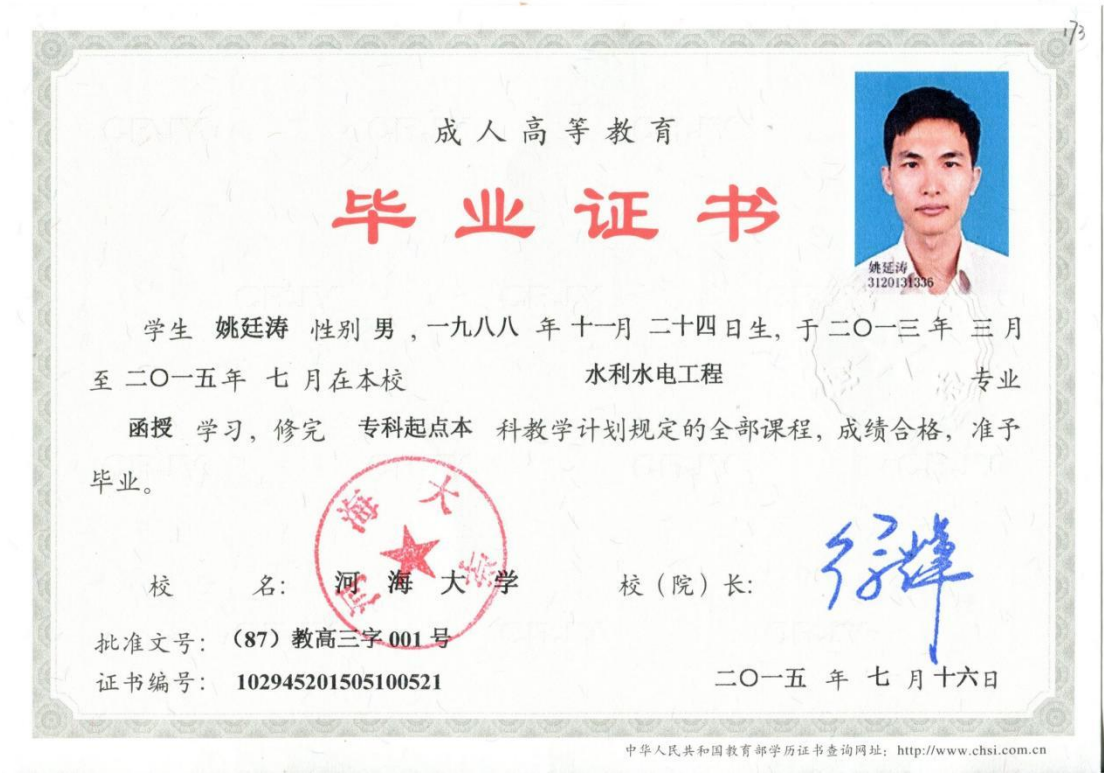 173
成人高等教育
毕业证书
姚廷涛
3120131336
学生 姚廷涛 性别 男 ，一九八八 年 十一月 二十四日生，于二〇一三年 三月
至 二〇一五年 七 月在本校 水利水电工程 专业
函授 学习，修完 专科起点本 科教学计划规定的全部课程，成绩合格，准予
毕业。
河海大学
校 名： 河 海 大 学 校（院）长： 徐辉
批准文号：（87）教高三字 001 号
证书编号： 102945201505100521 二〇一五 年 七 月十六日
中华人民共和国教育部学历证书查询网址：http://www.chsi.com.cn